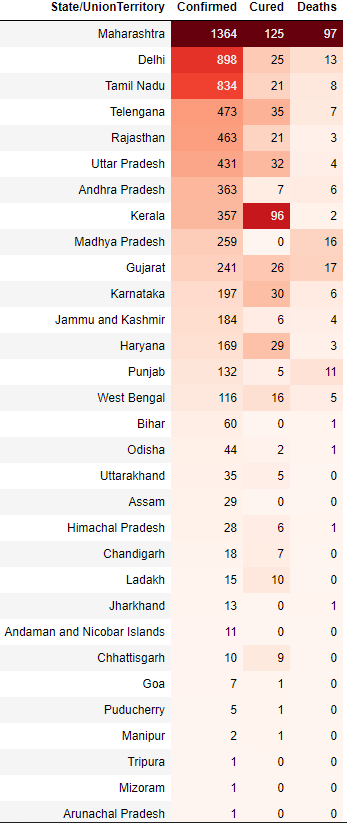 State/UnionTerritory Confirmed Cured Deaths
Maharashtra 1364 125 97
Delhi 898 25 13
Tamil Nadu 834 21 8
Telengana 473 35 7
Rajasthan 463 21 3
Uttar Pradesh 431 32 4
Andhra Pradesh 363 7 6
Kerala 357 96 2
Madhya Pradesh 259 0 16
Gujarat 241 26 17
Karnataka 197 30 6
Jammu and Kashmir 184 6 4
Haryana 169 29 3
Punjab 132 5 11
West Bengal 116 16 5
Bihar 60 0 1
Odisha 44 2 1
Uttarakhand 35 5 0
Assam 29 0 0
Himachal Pradesh 28 6 1
Chandigarh 18 7 0
Ladakh 15 10 0
Jharkhand 13 0 1
Andaman and Nicobar Islands 11 0 0
Chhattisgarh 10 9 0
Goa 7 1 0
Puducherry 5 1 0
Manipur 2 1 0
Tripura 1 0 0
Mizoram 1 0 0
Arunachal Pradesh 1 0 0